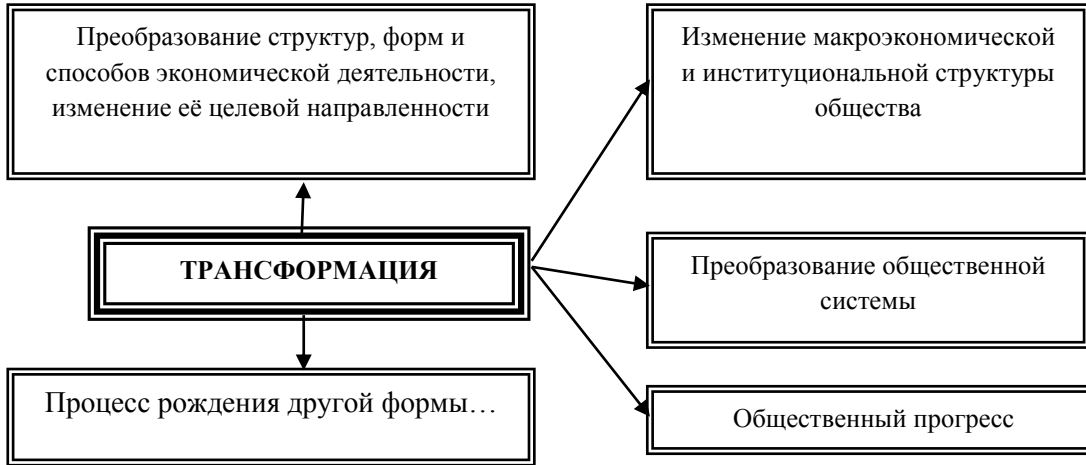 Преобразование структур, форм и
способов экономической деятельности,
изменение её целевой направленности
Изменение макроэкономической
и институциональной структуры
общества
ТРАНСФОРМАЦИЯ
Преобразование общественной
системы
Процесс рождения другой формы…
Общественный прогресс